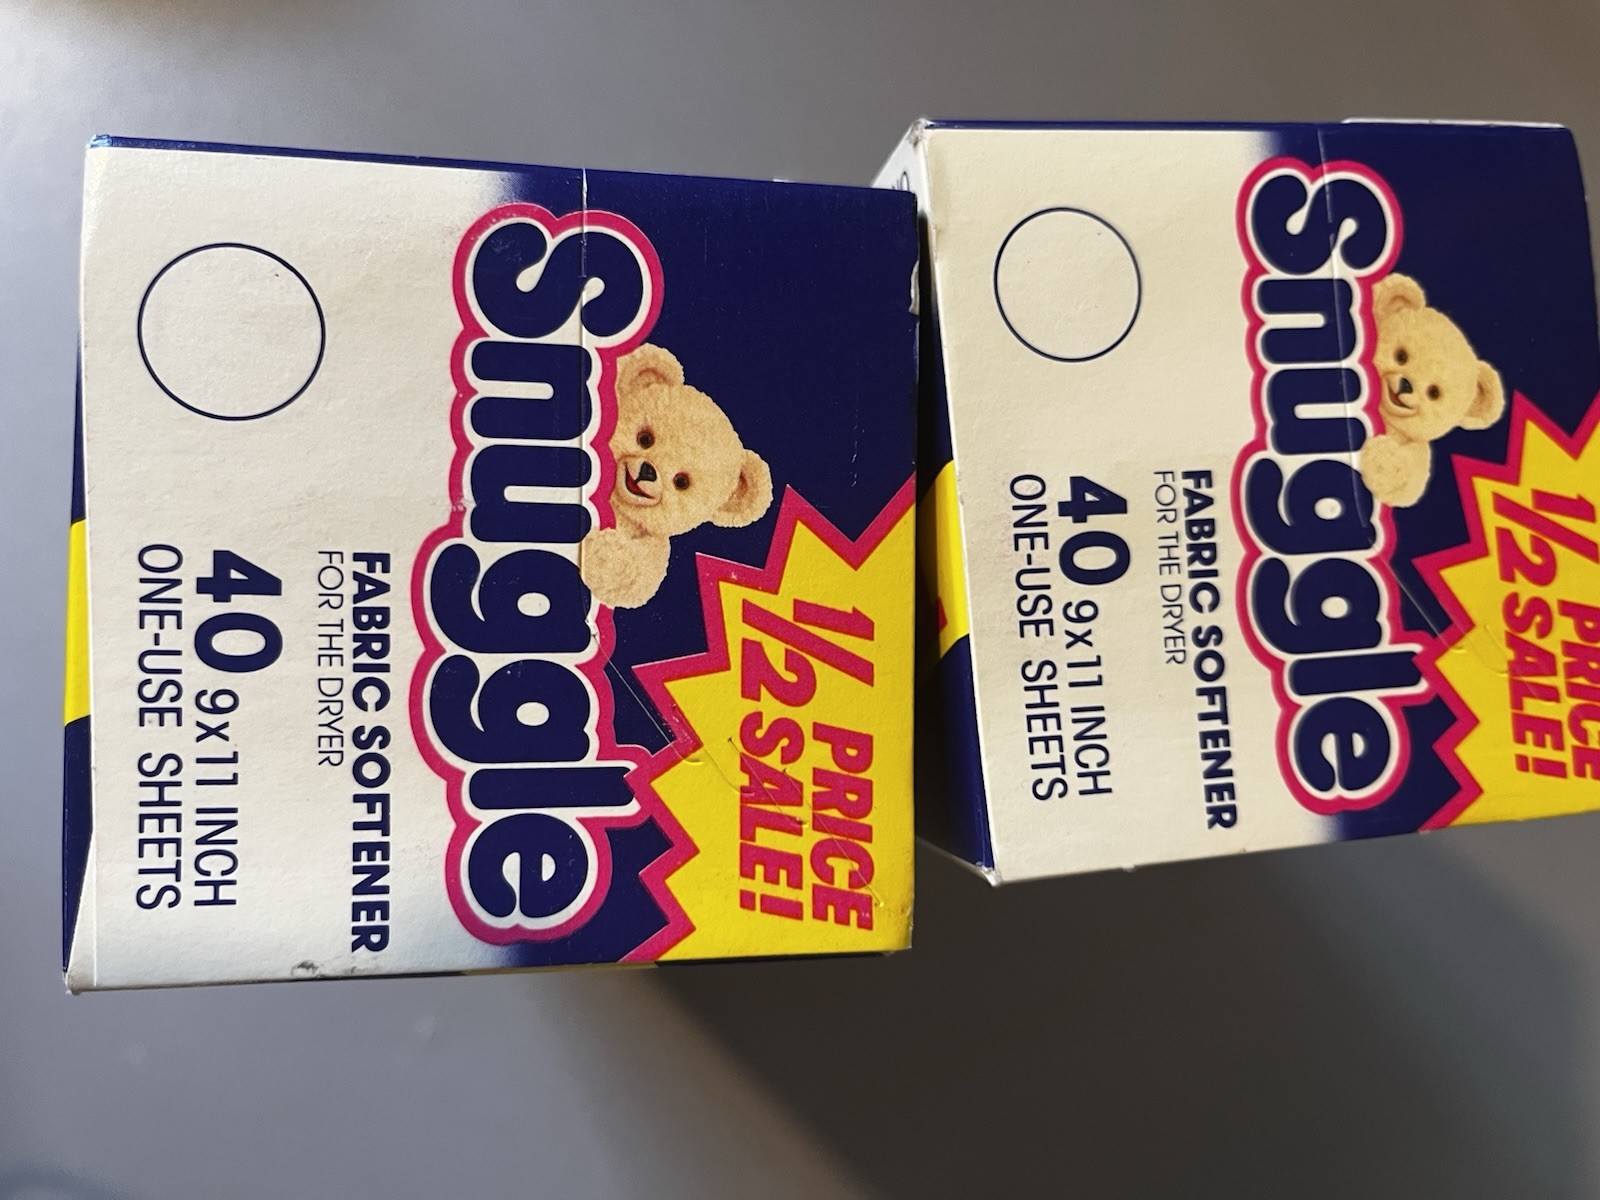 1/2 PRICE
SALE!
Snuggle
FABRIC SOFTENER
FOR THE DRYER
40 9x11 INCH
ONE-USE SHEETS
1/2 PRICE
SALE!
Snuggle
FABRIC SOFTENER
FOR THE DRYER
40 9x11 INCH
ONE-USE SHEETS